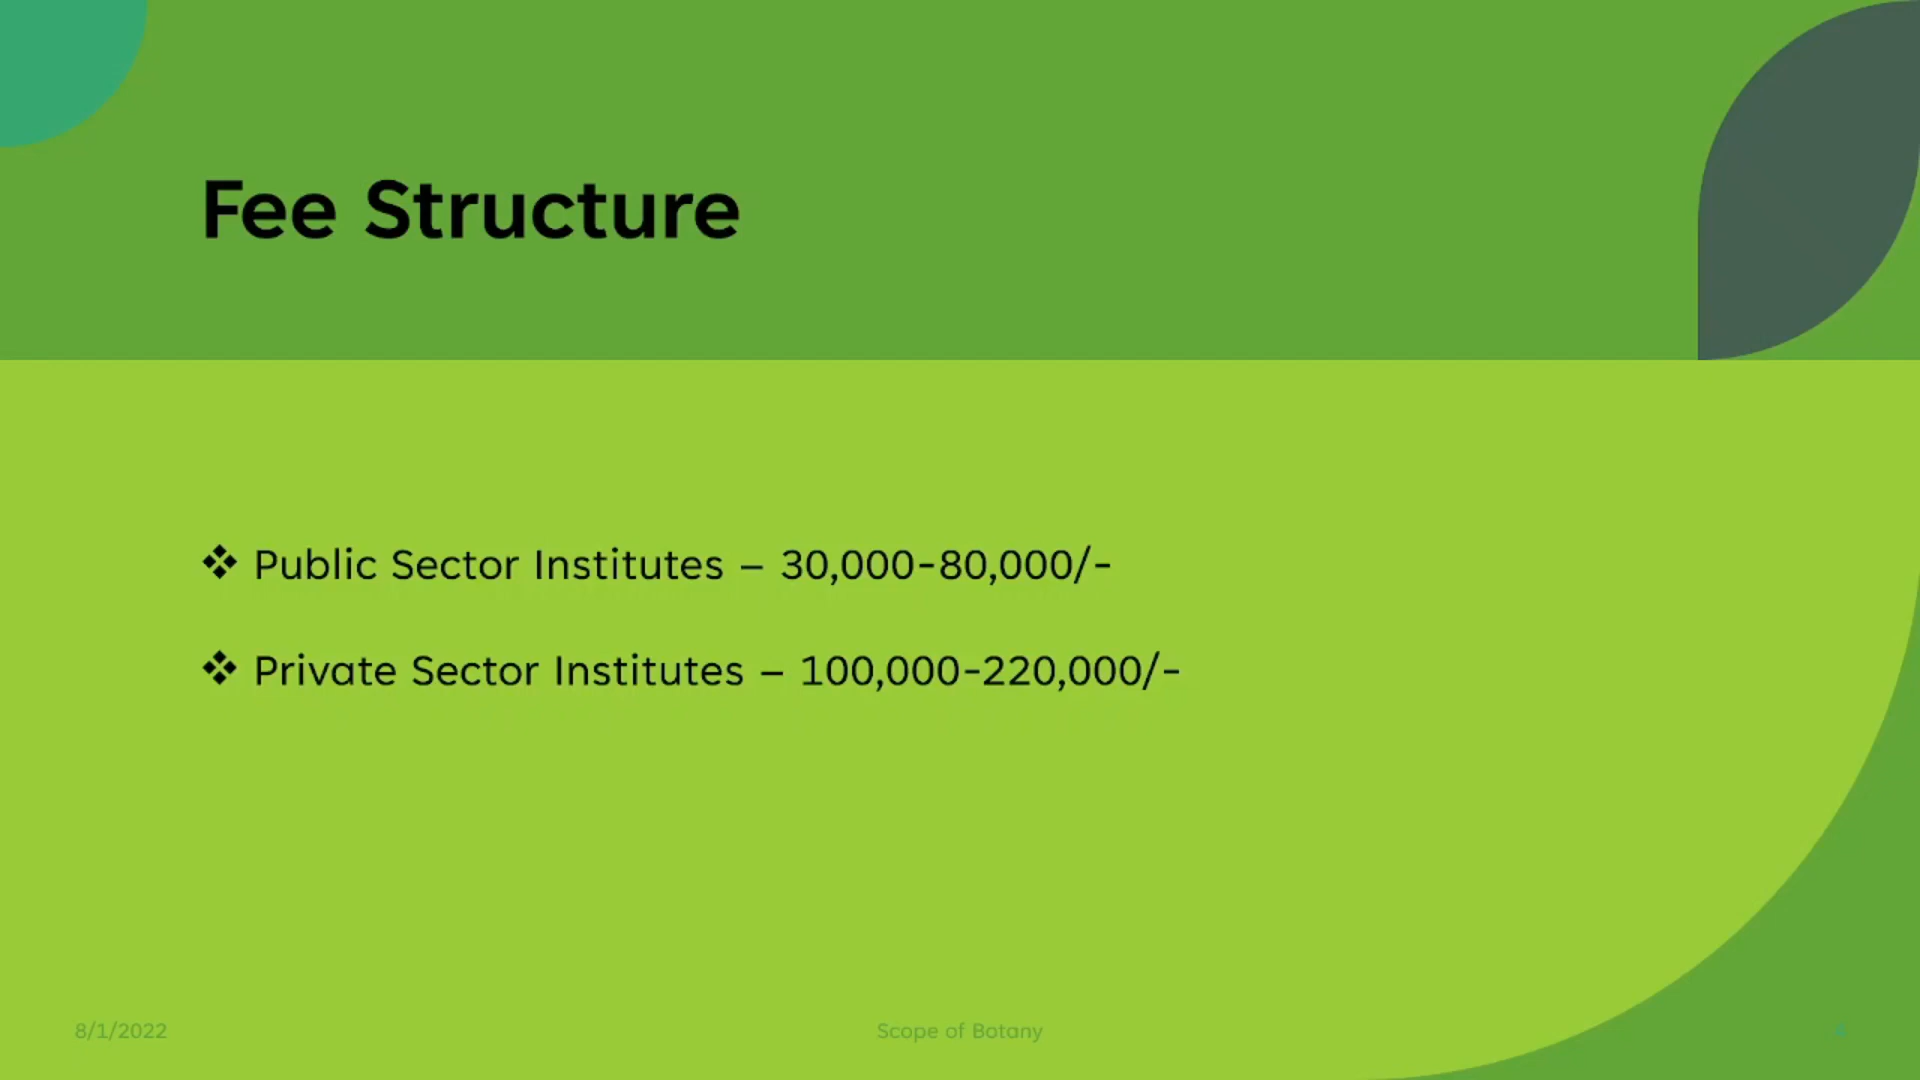 Fee Structure
❖ Public Sector Institutes – 30,000-80,000/-
❖ Private Sector Institutes – 100,000-220,000/-
8/1/2022
Scope of Botany